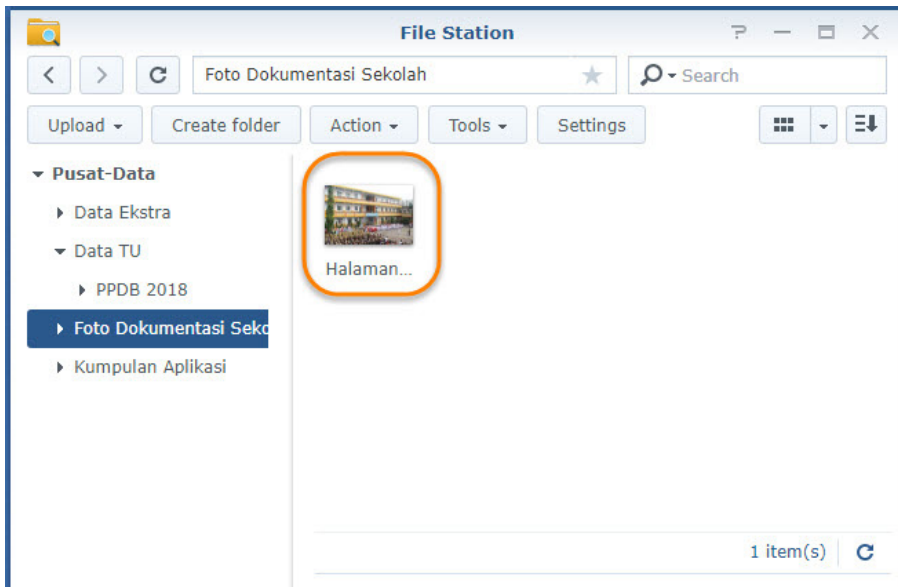 File Station
Foto Dokumentasi Sekolah
Search
Upload Create folder Action Tools Settings
Pusat-Data
Data Ekstra
Data TU
PPDB 2018
Foto Dokumentasi Seko
Kumpulan Aplikasi
Halaman...
1 item(s)